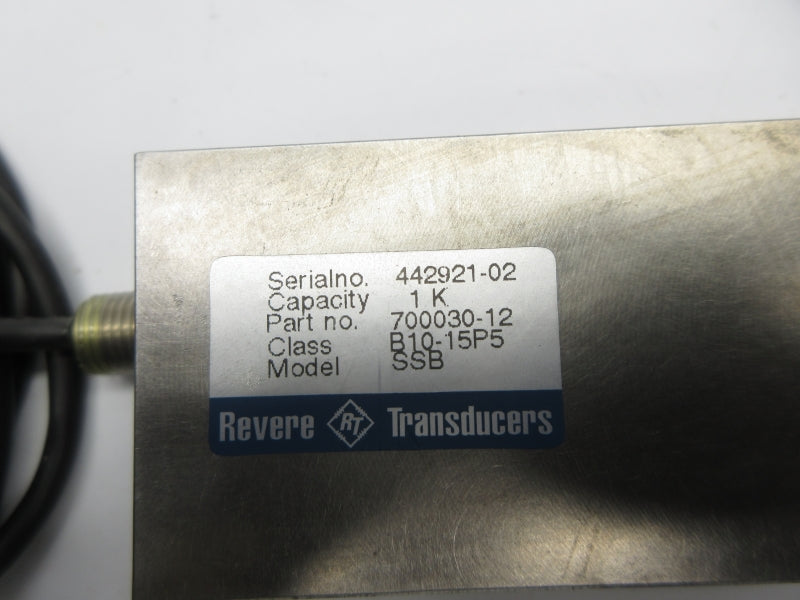 Serialno. 442921-02
Capacity 1 K
Part no. 700030-12
Class B10-15P5
Model SSB
Revere RT Transducers